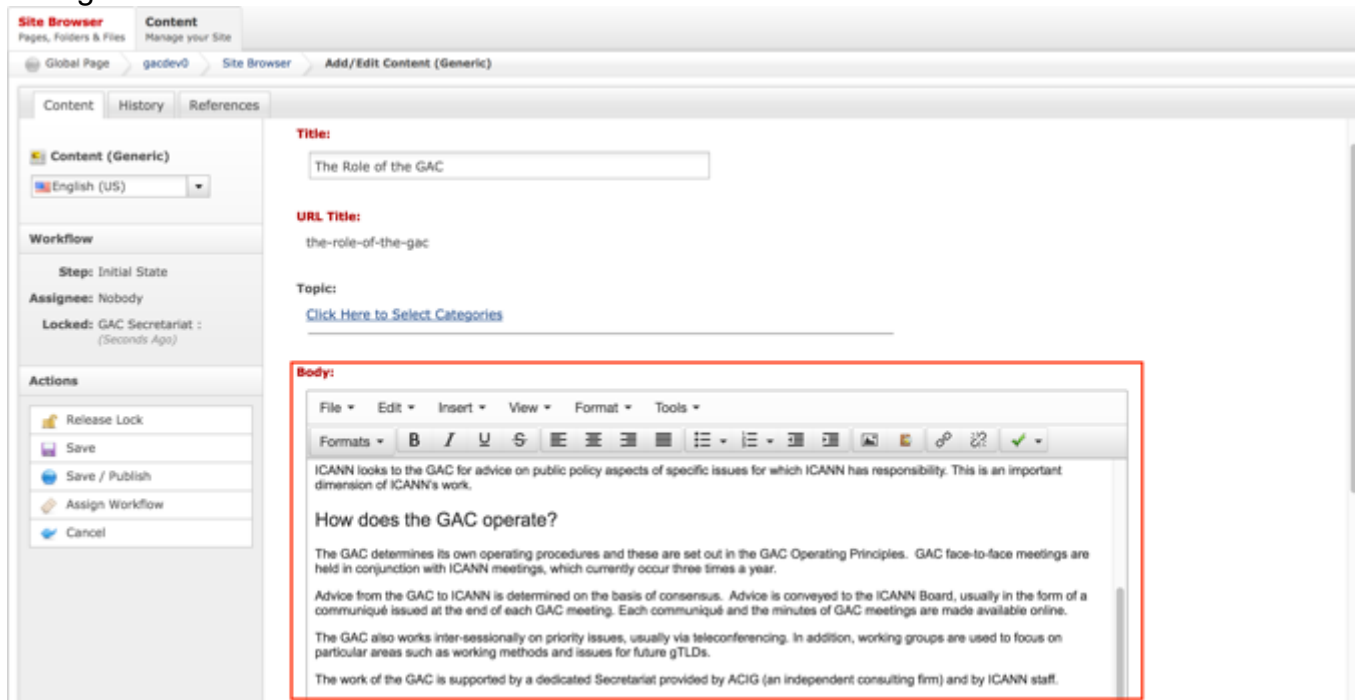 Site Browser
Pages, Folders & Files
Content
Manage your Site
Global Page
gacdev0
Site Browser
Add/Edit Content (Generic)
Content
History
References
Content (Generic)
English (US)
Workflow
Step: Initial State
Assignee: Nobody
Locked: GAC Secretariat :
(Seconds Ago)
Actions
Release Lock
Save
Save / Publish
Assign Workflow
Cancel
Title:
The Role of the GAC
URL Title:
the-role-of-the-gac
Topic:
Click Here to Select Categories
Body:
File Edit Insert View Format Tools
Formats B I U S
ICANN looks to the GAC for advice on public policy aspects of specific issues for which ICANN has responsibility. This is an important
dimension of ICANN's work.
How does the GAC operate?
The GAC determines its own operating procedures and these are set out in the GAC Operating Principles. GAC face-to-face meetings are
held in conjunction with ICANN meetings, which currently occur three times a year.
Advice from the GAC to ICANN is determined on the basis of consensus. Advice is conveyed to the ICANN Board, usually in the form of a
communiqué issued at the end of each GAC meeting. Each communiqué and the minutes of GAC meetings are made available online.
The GAC also works inter-sessionally on priority issues, usually via teleconferencing. In addition, working groups are used to focus on
particular areas such as working methods and issues for future gTLDs.
The work of the GAC is supported by a dedicated Secretariat provided by ACIG (an independent consulting firm) and by ICANN staff.